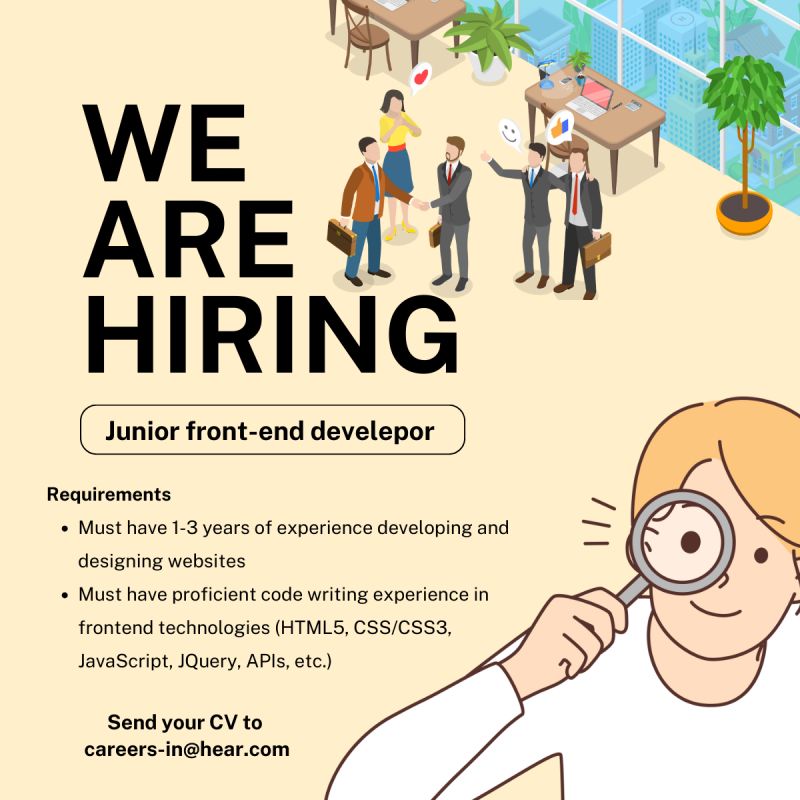 WE
ARE
HIRING
Junior front-end develepor
Requirements
• Must have 1-3 years of experience developing and
designing websites
• Must have proficient code writing experience in
frontend technologies (HTML5, CSS/CSS3,
JavaScript, JQuery, APIs, etc.)
Send your CV to
careers-in@hear.com